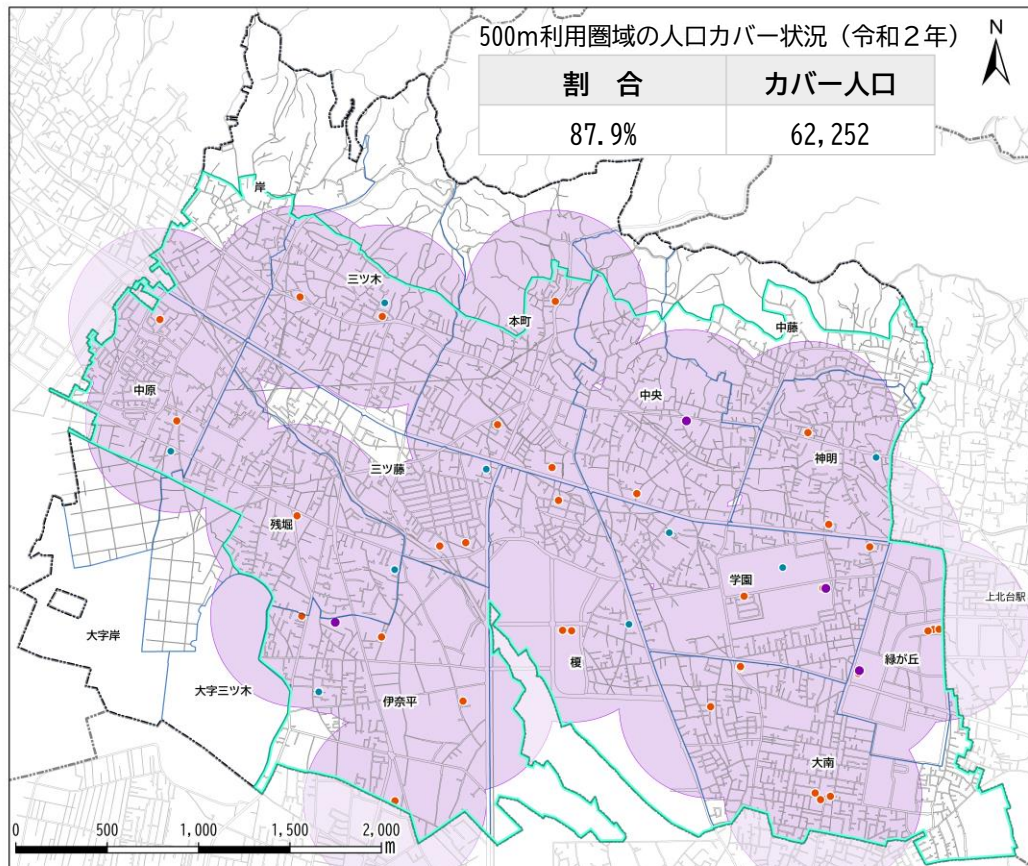 500m利用圏域の人口カバー状況（令和２年）
N
割　合　カバー人口
87.9%　62,252
岸
三ツ木
本町
中藤
中原
中央
三ツ藤
神明
残堀
学園
上北台駅
大字岸
榎
緑が丘
大字三ツ木
伊奈平
大南
0　500　1,000　1,500　2,000
m